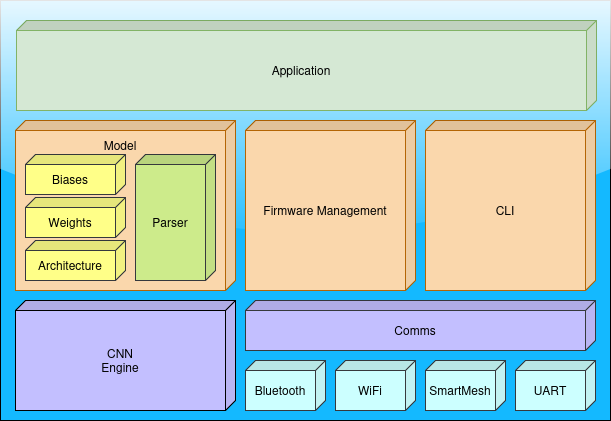 Application
Model
Biases
Weights
Architecture
Parser
Firmware Management
CLI
CNN
Engine
Comms
Bluetooth
WiFi
SmartMesh
UART